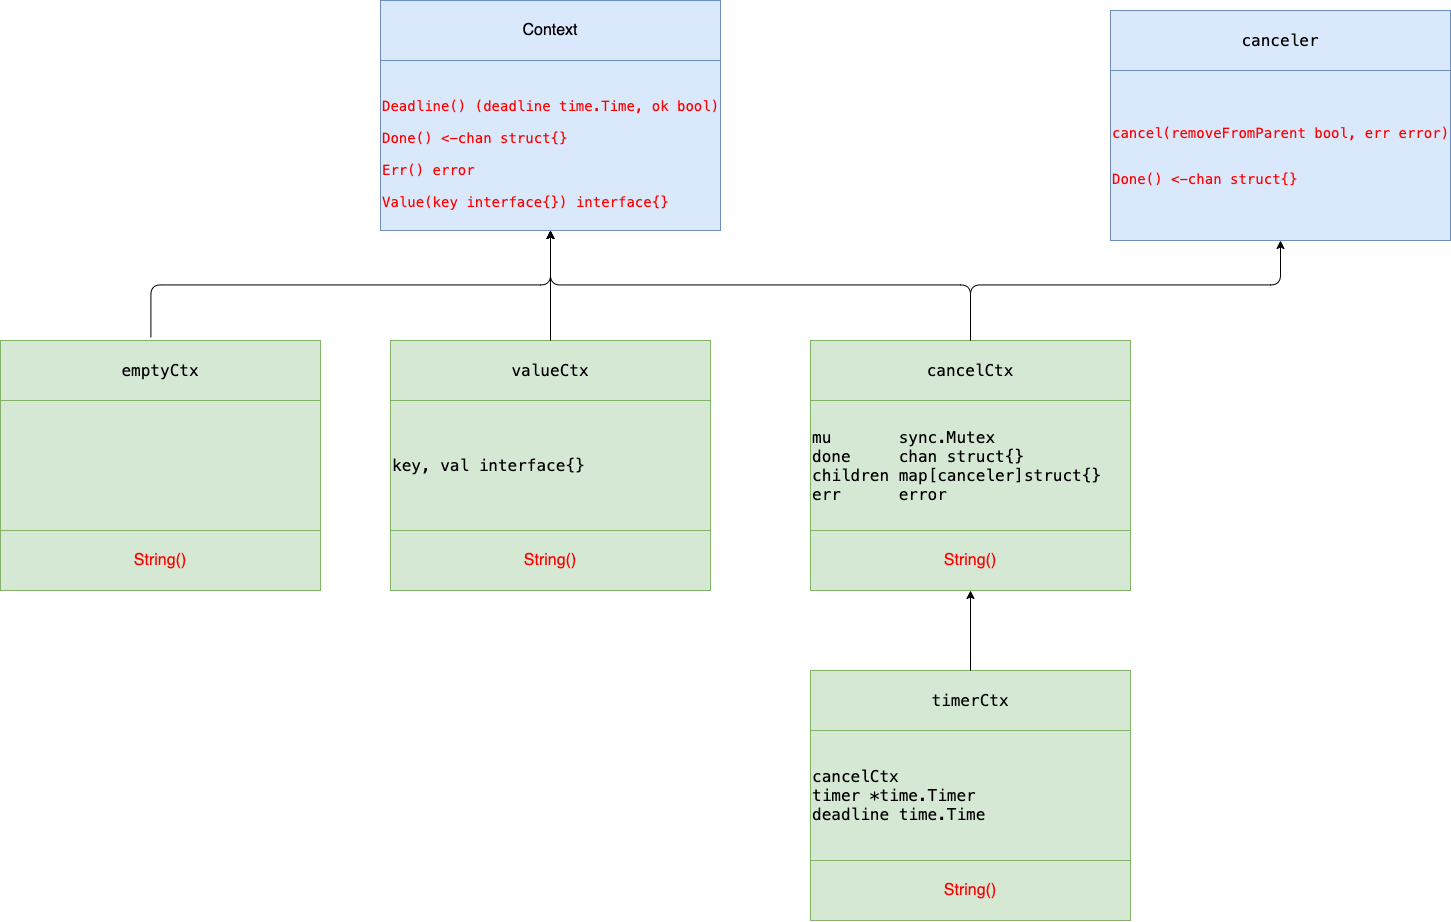 Context
Deadline() (deadline time.Time, ok bool)
Done() <-chan struct{}
Err() error
Value(key interface{}) interface{}
canceler
cancel(removeFromParent bool, err error)
Done() <-chan struct{}
emptyCtx
String()
valueCtx
key, val interface{}
String()
cancelCtx
mu       sync.Mutex
done     chan struct{}
children map[canceler]struct{}
err      error
String()
timerCtx
cancelCtx
timer *time.Timer
deadline time.Time
String()